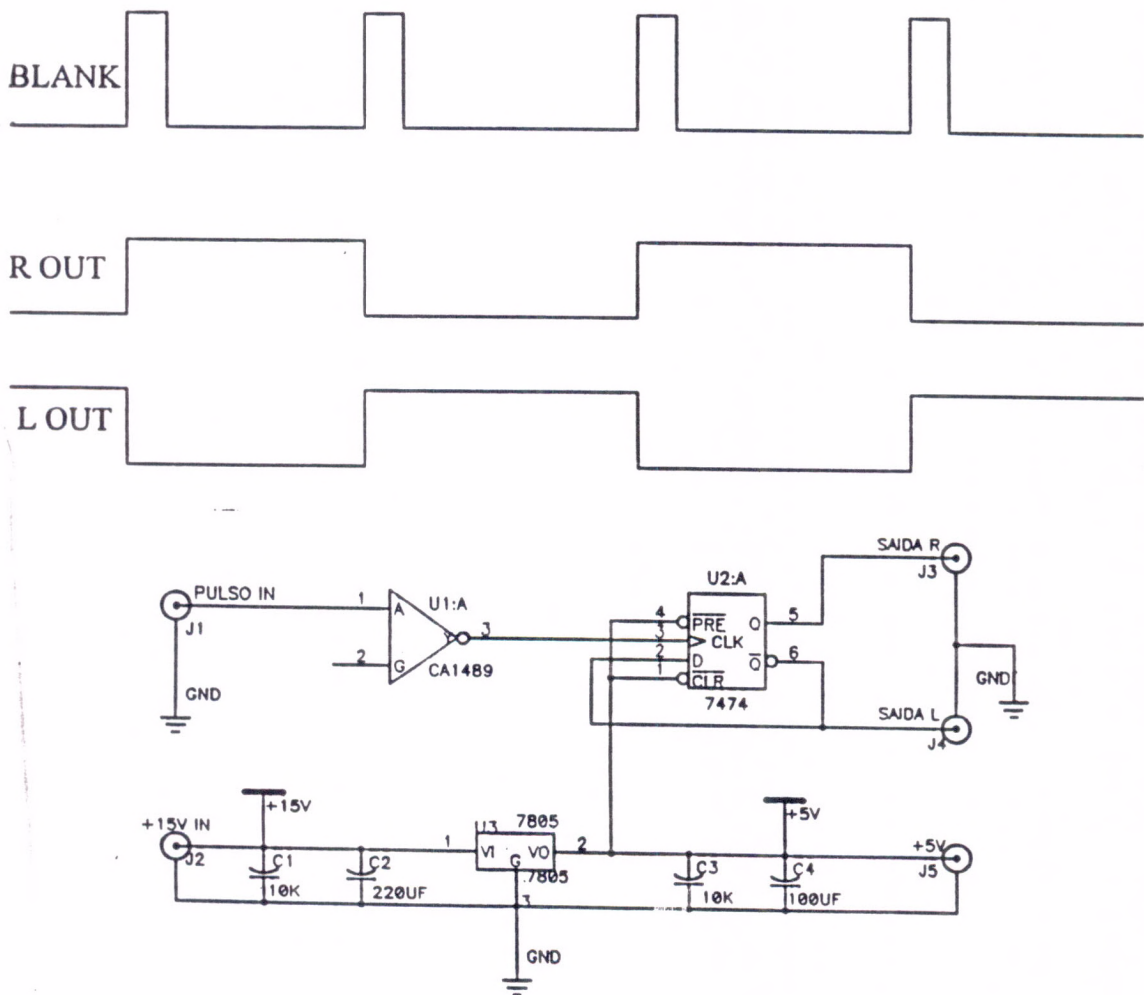 BLANK
R OUT
L OUT
PULSO IN
1
A
U1:A
3
J1
2
G
CA1489
GND
U2:A
4
PRE
Q
5
3
CLK
2
D
Q
6
1
CLR
7474
SAIDA R
J3
GND
SAIDA L
J4
+15V
+15V IN
J2
C1
10K
C2
220UF
1
U3
7805
VI
VO
G
7805
2
3
GND
C3
10K
+5V
C4
100UF
+5V
J5